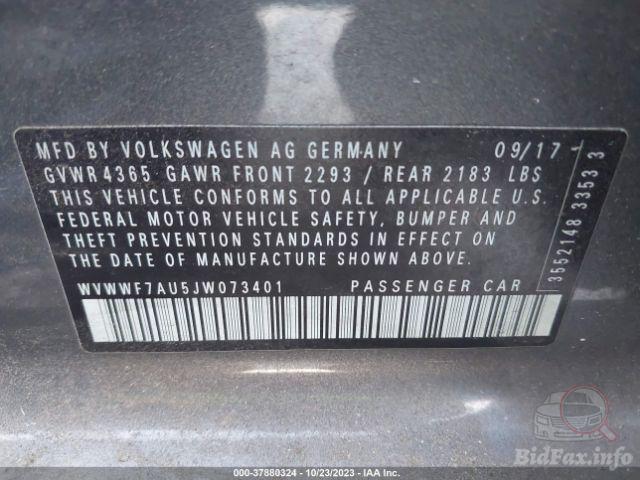 MFD BY VOLKSWAGEN AG GERMANY 09/17
GVWR 4365 GAWR FRONT 2293 / REAR 2183 LBS
THIS VEHICLE CONFORMS TO ALL APPLICABLE U.S.
FEDERAL MOTOR VEHICLE SAFETY, BUMPER AND
THEFT PREVENTION STANDARDS IN EFFECT ON
THE DATE OF MANUFACTURE SHOWN ABOVE.
WVWWF7AU5JW073401 PASSENGER CAR
3552148 33533
BidFax.info
000-37880324 | 10/23/2023 | IAA Inc.